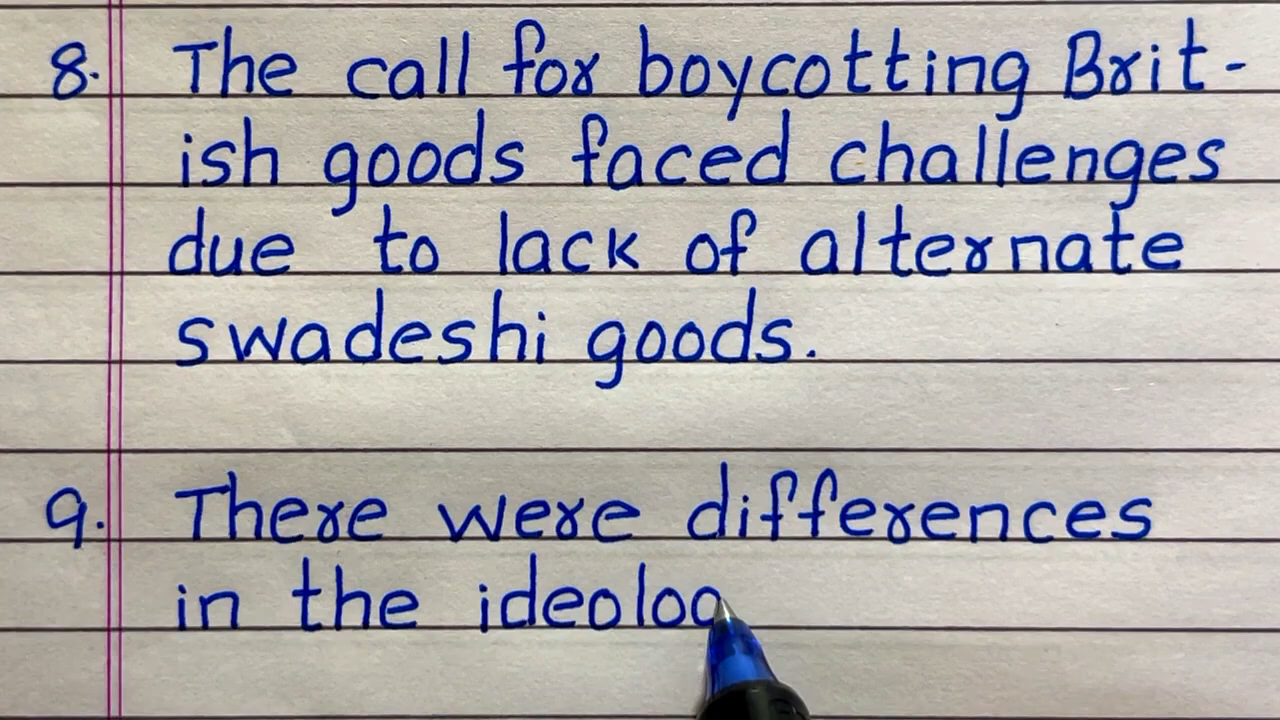 8. The call for boycotting Brit-
ish goods faced challenges
due to lack of alternate
swadeshi goods.
9. There were differences
in the